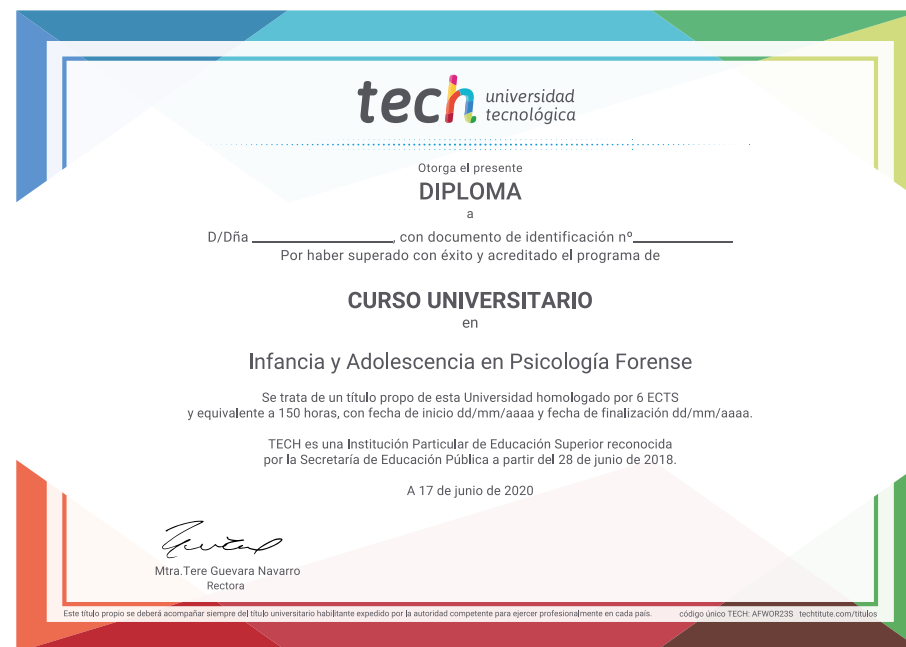 tech universidad
tecnológica
Otorga el presente
DIPLOMA
a
D/Dña ____________________, con documento de identificación nº______________
Por haber superado con éxito y acreditado el programa de
CURSO UNIVERSITARIO
en
Infancia y Adolescencia en Psicología Forense
Se trata de un título propo de esta Universidad homologado por 6 ECTS
y equivalente a 150 horas, con fecha de inicio dd/mm/aaaa y fecha de finalización dd/mm/aaaa.
TECH es una Institución Particular de Educación Superior reconocida
por la Secretaría de Educación Pública a partir del 28 de junio de 2018.
A 17 de junio de 2020
Mtra.Tere Guevara Navarro
Rectora
Este título propio se deberá acompañar siempre del título universitario habilitante expedido por la autoridad competente para ejercer profesionalmente en cada país. código único TECH: AFWOR23S techtitute.com/titulos